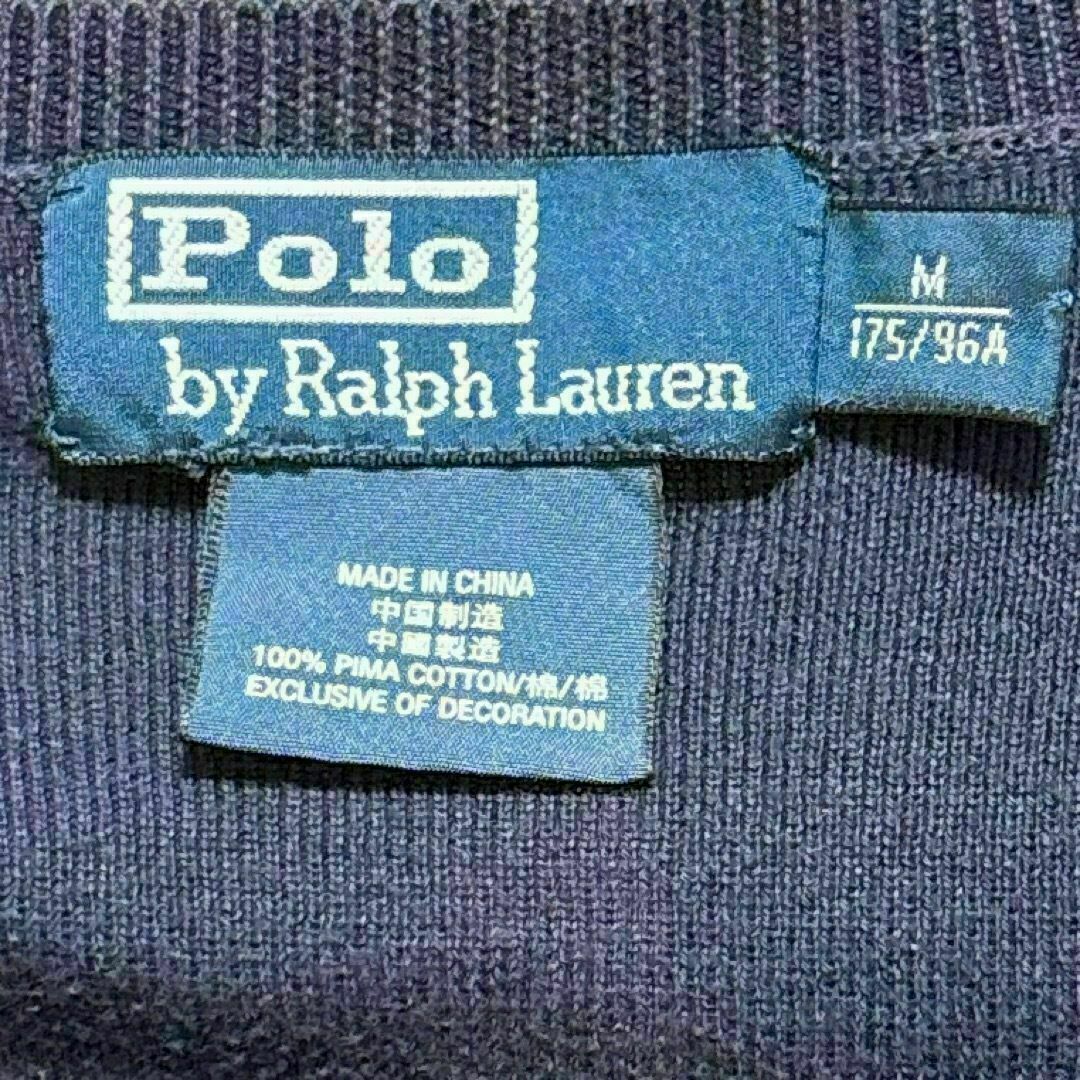 Polo
by Ralph Lauren
M
175/96A
MADE IN CHINA
中国制造
中國製造
100% PIMA COTTON/棉/棉
EXCLUSIVE OF DECORATION